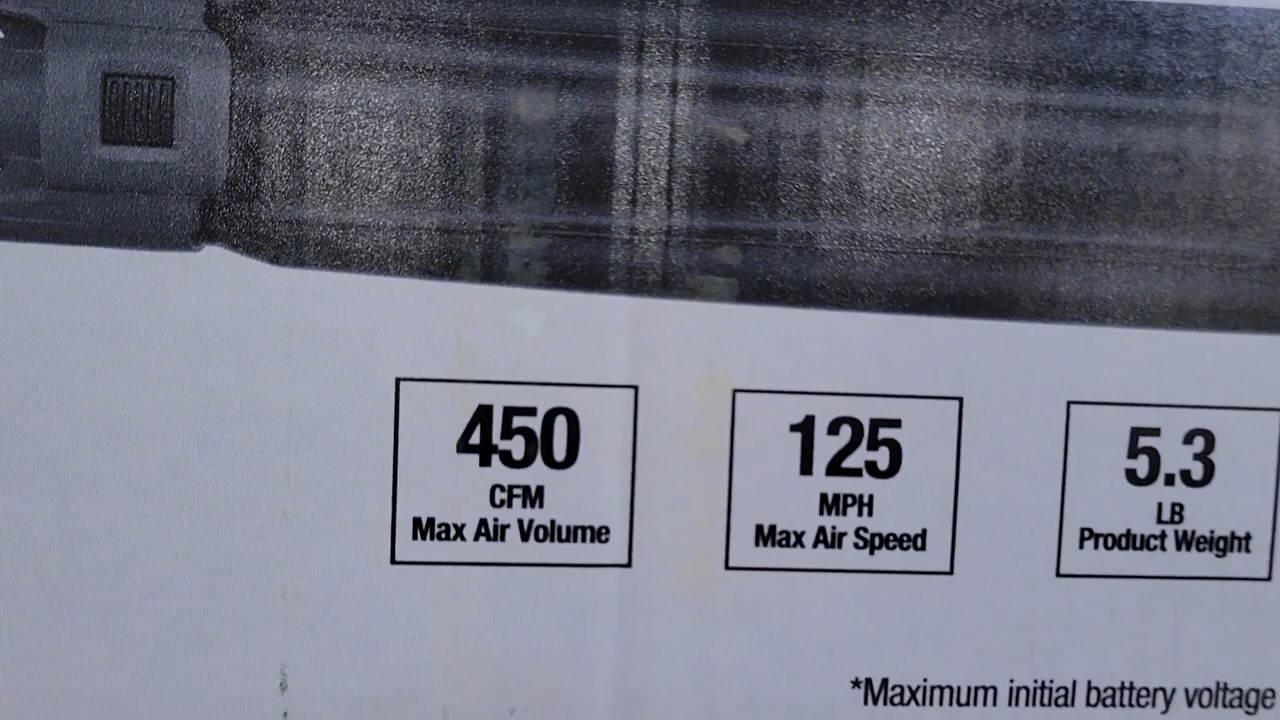 450
CFM
Max Air Volume
125
MPH
Max Air Speed
5.3
LB
Product Weight
*Maximum initial battery voltage